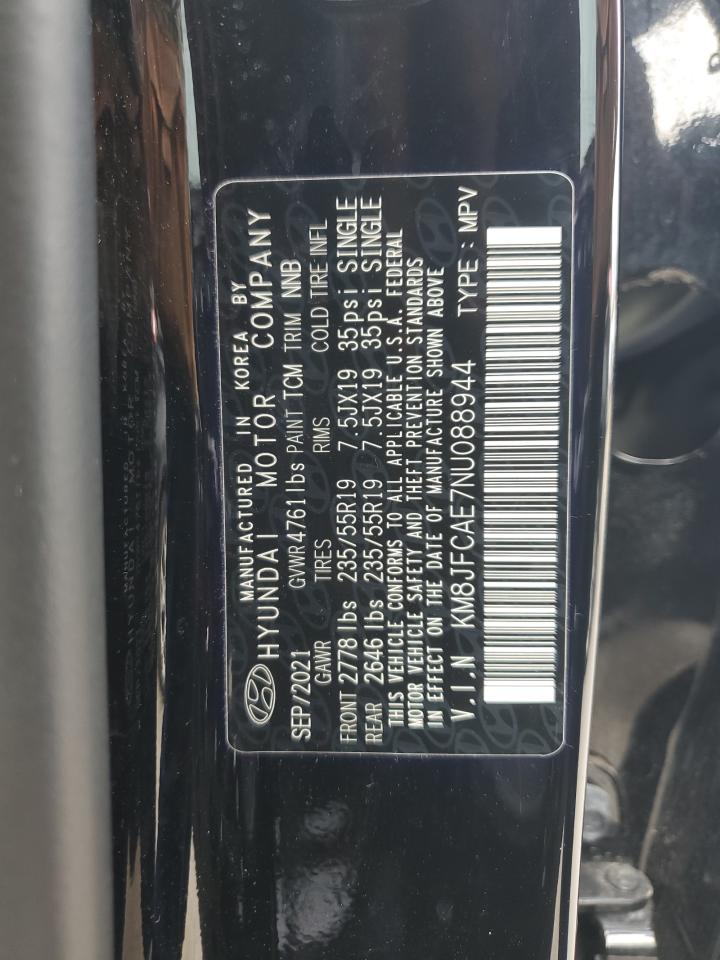 MANUFACTURED IN KOREA BY
HYUNDAI MOTOR COMPANY
SEP/2021 GVWR 4761 lbs PAINT TCM TRIM NNB
GAWR TIRES RIMS COLD TIRE INFL
FRONT 2778 lbs 235/55R19 7.5JX19 35psi SINGLE
REAR 2646 lbs 235/55R19 7.5JX19 35psi SINGLE
THIS VEHICLE CONFORMS TO ALL APPLICABLE U.S.A. FEDERAL
MOTOR VEHICLE SAFETY AND THEFT PREVENTION STANDARDS
IN EFFECT ON THE DATE OF MANUFACTURE SHOWN ABOVE
V.I.N KM8JFCAE7NU088944 TYPE : MPV